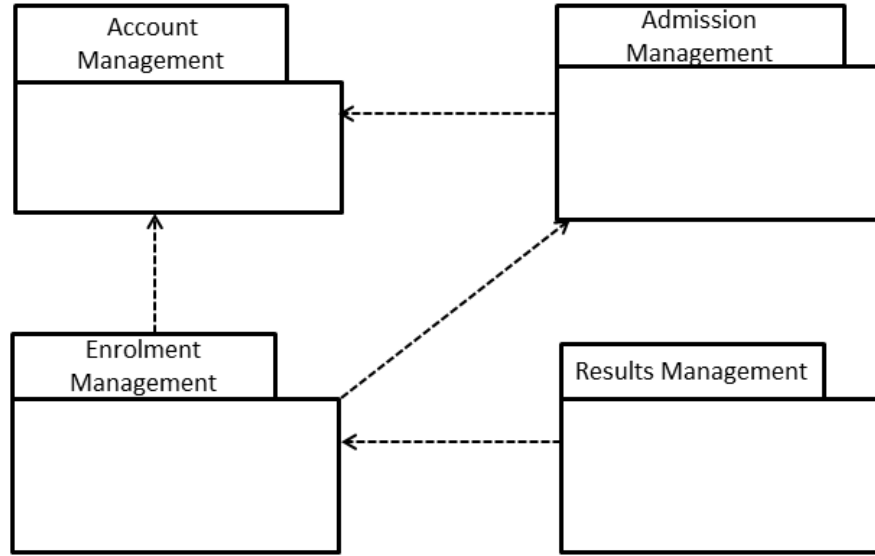 Account
Management
Admission
Management
Enrolment
Management
Results Management